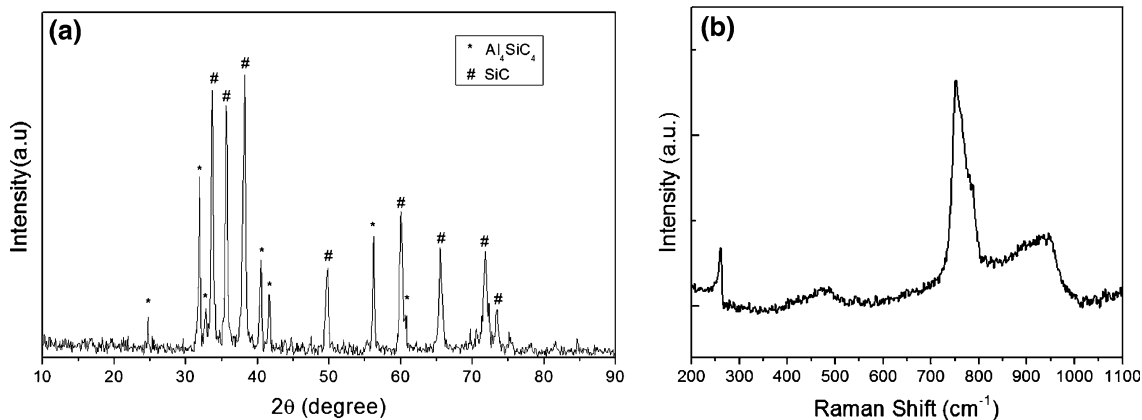 (a)
* Al₄SiC₄
# SiC
#
#
#
*
*
*
*
*
#
*
#
*
#
#
#
Intensity(a.u)
10 20 30 40 50 60 70 80 90
2θ (degree)
(b)
Intensity (a.u.)
200 300 400 500 600 700 800 900 1000 1100
Raman Shift (cm⁻¹)